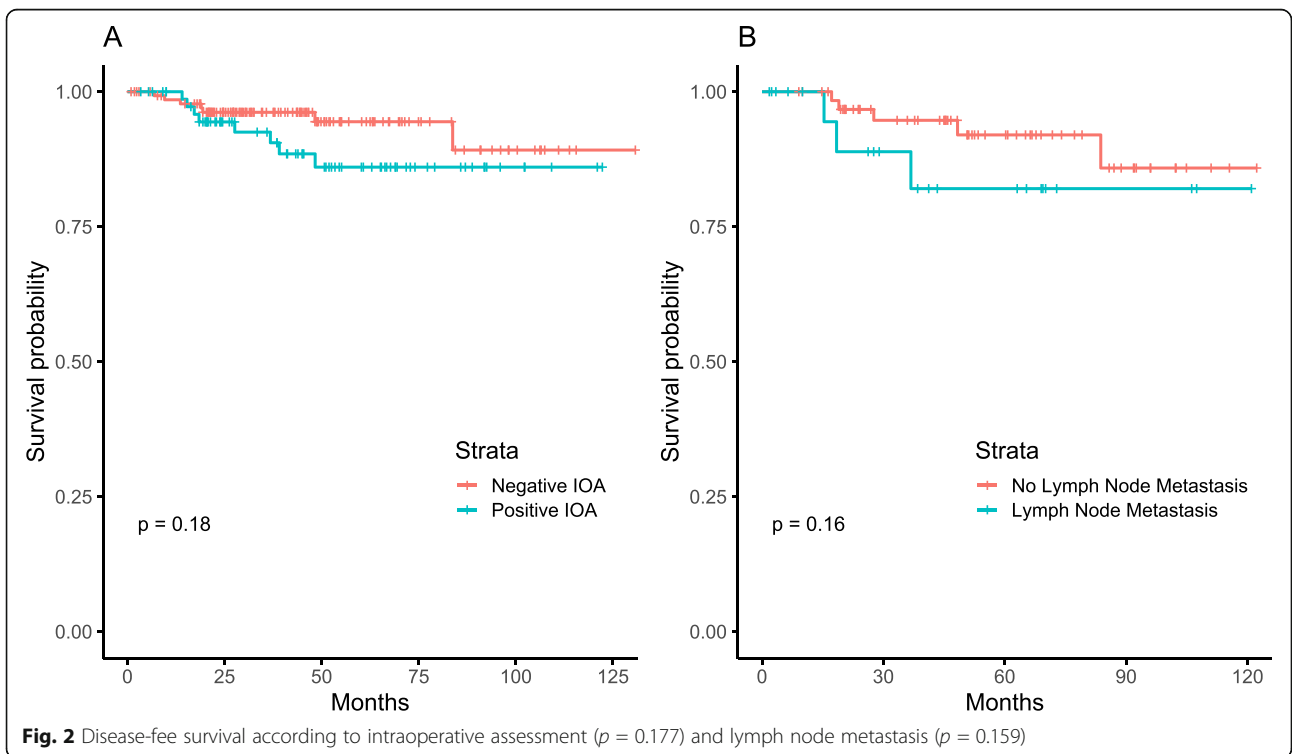 A
1.00
0.75
0.50
0.25
0.00
Survival probability
Strata
Negative IOA
Positive IOA
p = 0.18
0 25 50 75 100 125
Months
B
1.00
0.75
0.50
0.25
0.00
Survival probability
Strata
No Lymph Node Metastasis
Lymph Node Metastasis
p = 0.16
0 30 60 90 120
Months
Fig. 2 Disease-fee survival according to intraoperative assessment (p = 0.177) and lymph node metastasis (p = 0.159)